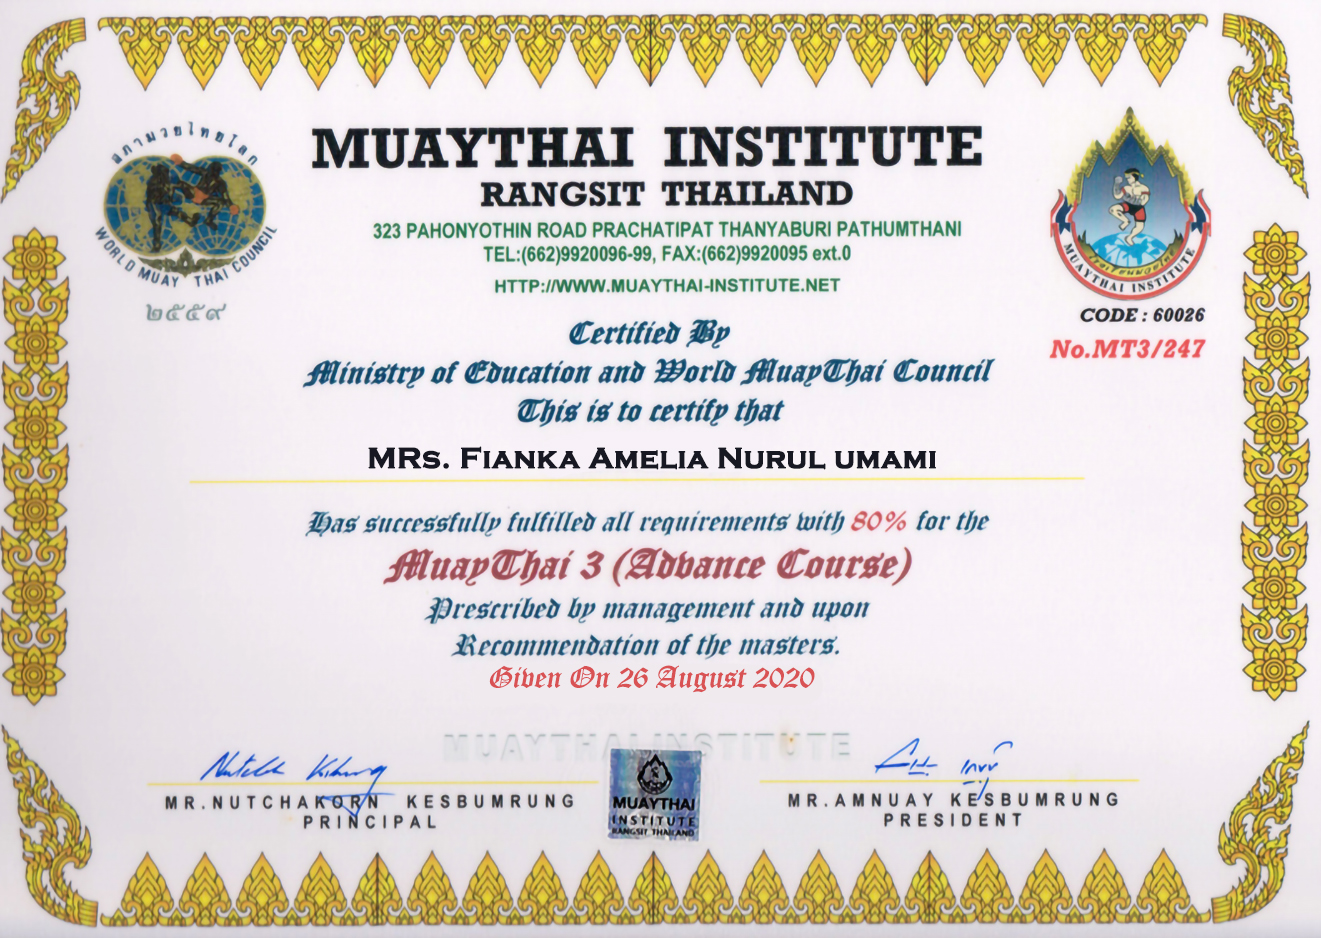 สภามวยไทยโลก
WORLD MUAY THAI COUNCIL
๒๕๕๙
MUAYTHAI INSTITUTE
RANGSIT THAILAND
323 PAHONYOTHIN ROAD PRACHATIPAT THANYABURI PATHUMTHANI
TEL:(662)9920096-99, FAX:(662)9920095 ext.0
HTTP://WWW.MUAYTHAI-INSTITUTE.NET
MUAYTHAI INSTITUTE
CODE : 60026
No.MT3/247
Certified By
Ministry of Education and World MuayThai Council
This is to certify that
MRs. Fianka Amelia Nurul umami
Has successfully fulfilled all requirements with 80% for the
MuayThai 3 (Advance Course)
Prescribed by management and upon
Recommendation of the masters.
Given On 26 August 2020
MUAYTHAI INSTITUTE
MR.NUTCHAKORN KESBUMRUNG
PRINCIPAL
MUAYTHAI
INSTITUTE
RANGSIT THAILAND
MR.AMNUAY KESBUMRUNG
PRESIDENT